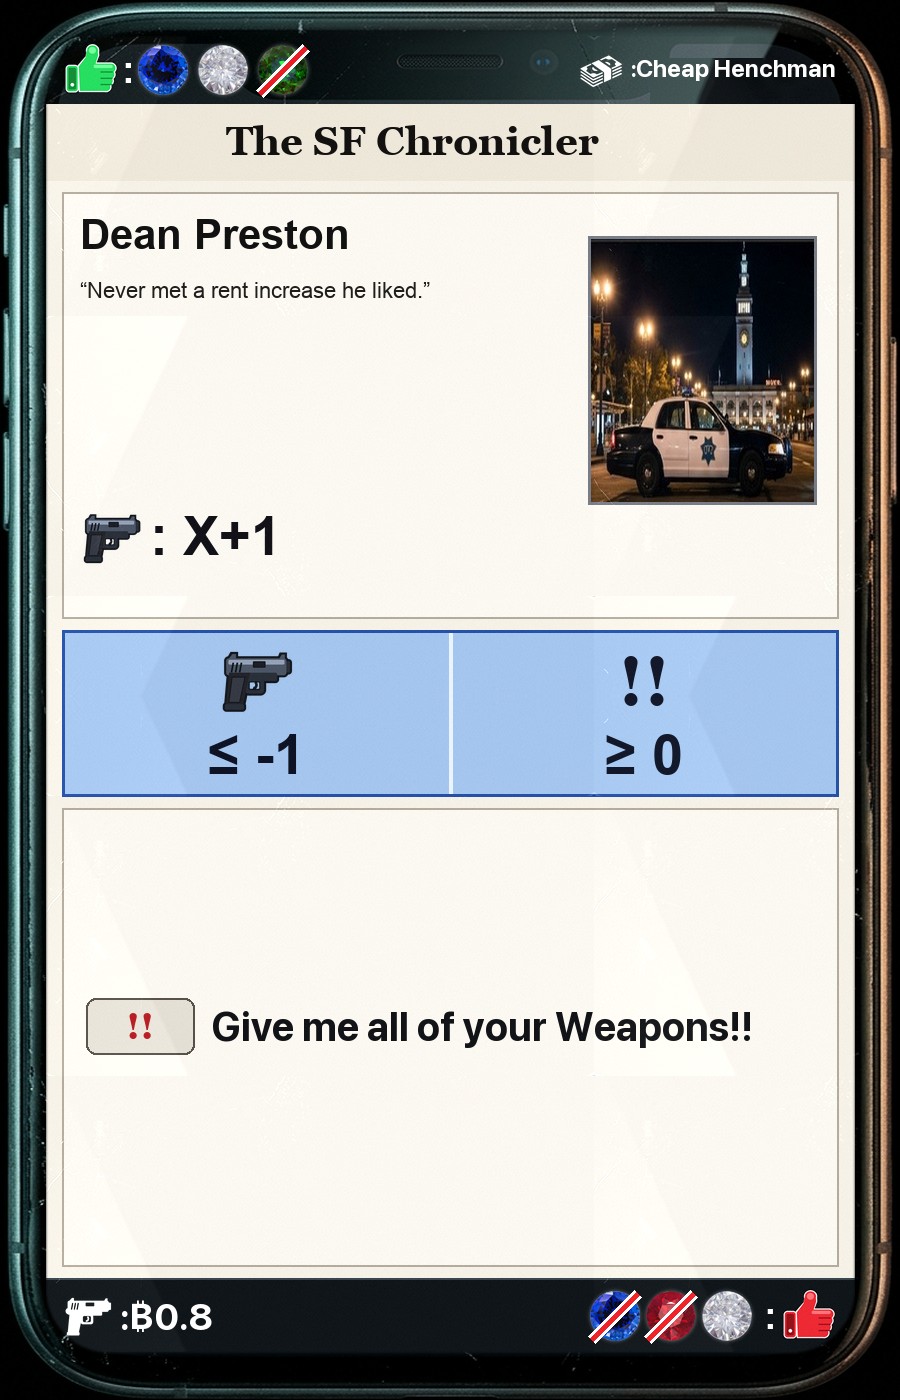 : :Cheap Henchman
The SF Chronicler
Dean Preston
“Never met a rent increase he liked.”
: X+1
!!
≤ -1 ≥ 0
!! Give me all of your Weapons!!
:₿0.8 :